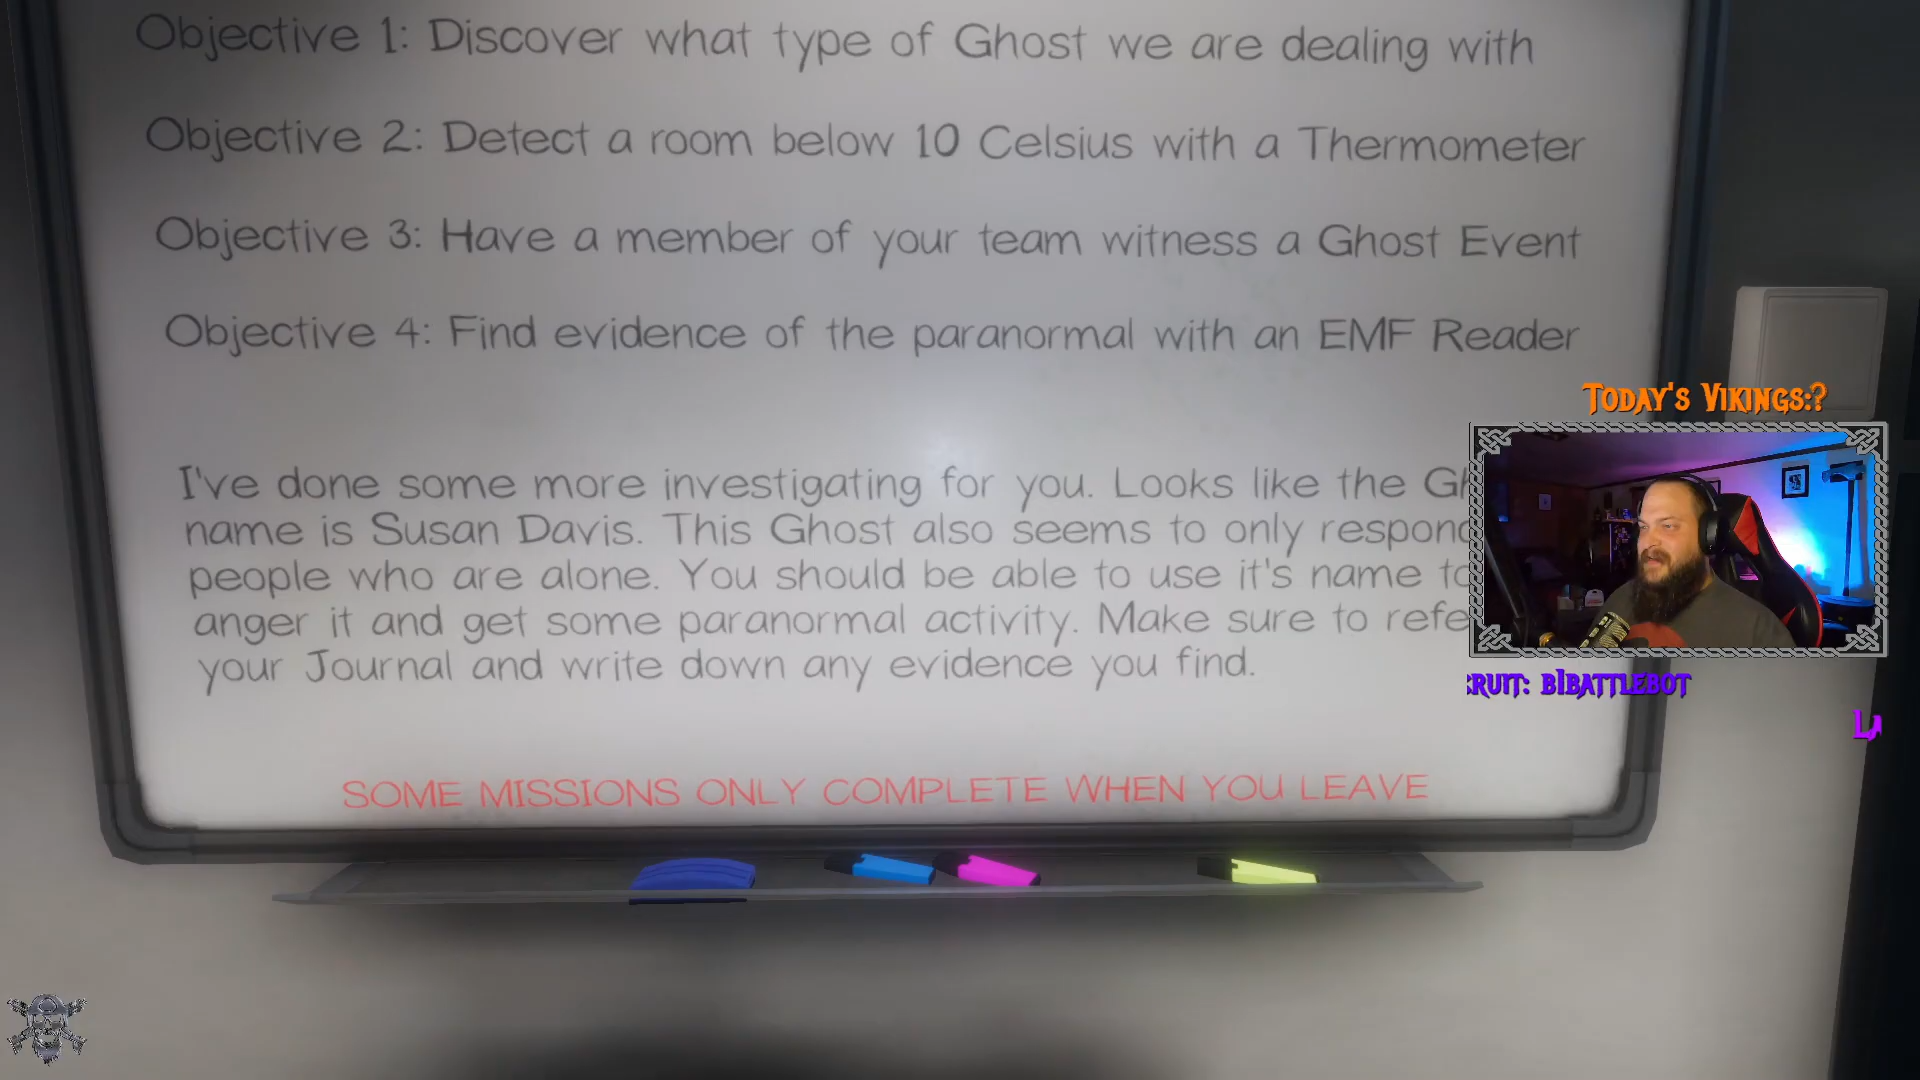 Objective 1: Discover what type of Ghost we are dealing with
Objective 2: Detect a room below 10 Celsius with a Thermometer
Objective 3: Have a member of your team witness a Ghost Event
Objective 4: Find evidence of the paranormal with an EMF Reader
I've done some more investigating for you. Looks like the
name is Susan Davis. This Ghost also seems to only
people who are alone. You should be able to use it's name
anger it and get some paranormal activity. Make sure to
your Journal and write down any evidence you find.
SOME MISSIONS ONLY COMPLETE WHEN YOU LEAVE
TODAY'S VIKINGS:?
BIBATTLEBOT